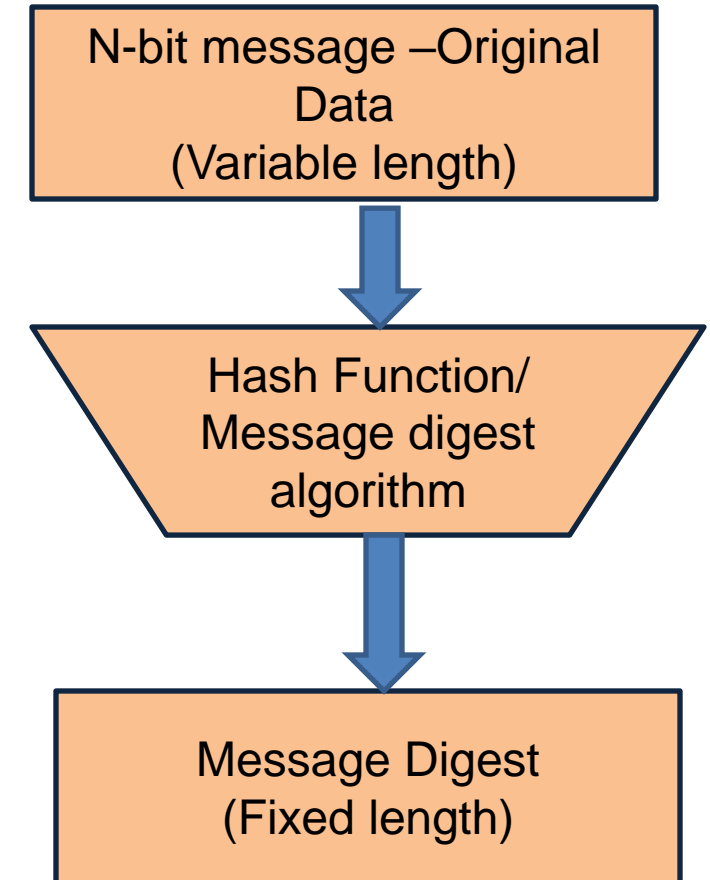 N-bit message –Original
Data
(Variable length)
Hash Function/
Message digest
algorithm
Message Digest
(Fixed length)